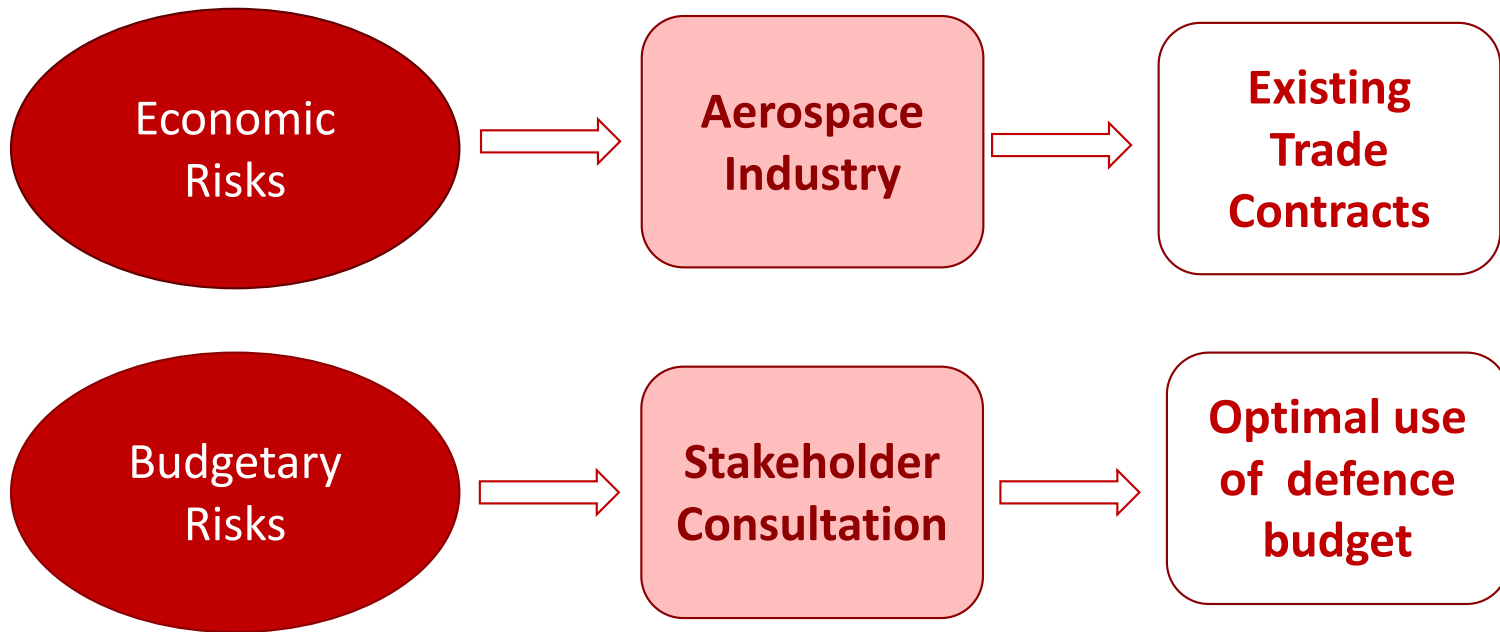 Economic
Risks
Aerospace
Industry
Existing
Trade
Contracts
Budgetary
Risks
Stakeholder
Consultation
Optimal use
of  defence
budget